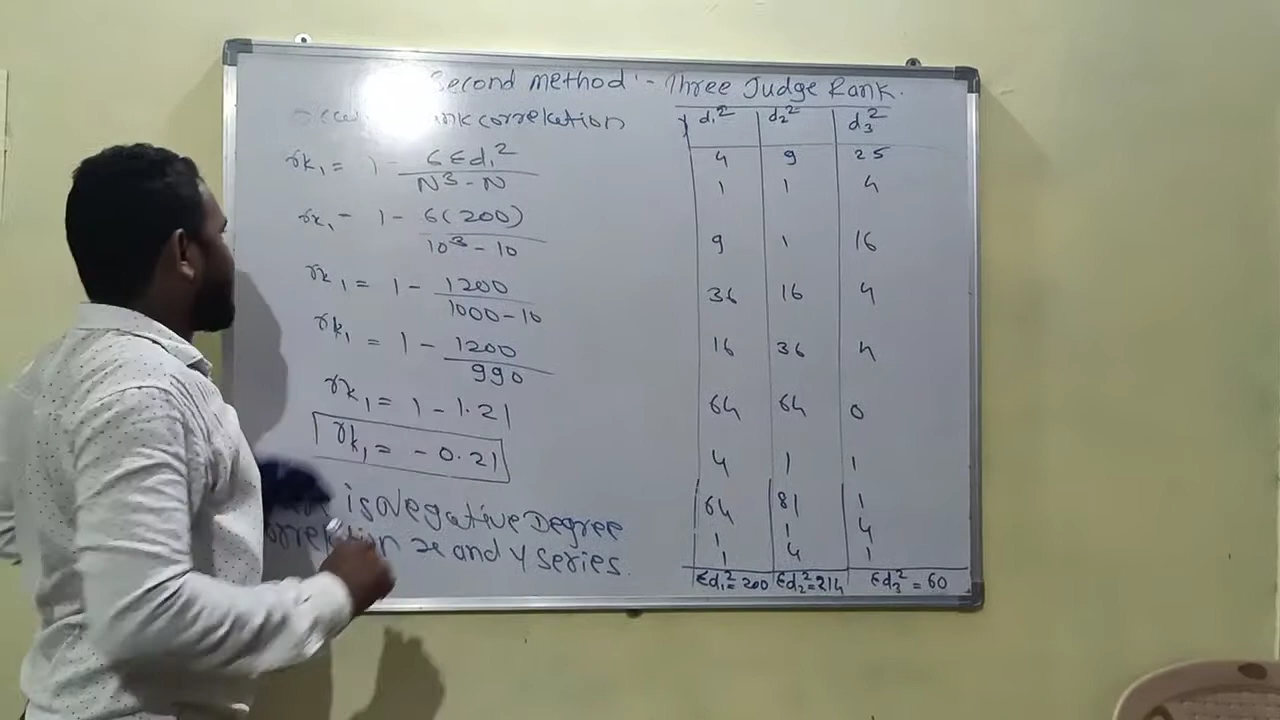 Second method :- Three Judge Rank.
correlation
rk₁ = 1 - 6Σd₁² / N³ - N
rk₁ - 1 - 6(200) / 10³ - 10
rk₁ = 1 - 1200 / 1000-10
rk₁ = 1 - 1200 / 990
rk₁ = 1 - 1.21
rk₁ = - 0.21
is Negative Degree
x and y series.
d₁² d₂² d₃²
4 9 25
1 1 4
9 1 16
36 16 4
16 36 4
64 64 0
4 1 1
64 81 1
1 1 4
1 4 1
Σd₁² = 200 Σd₂² = 214 Σd₃² = 60